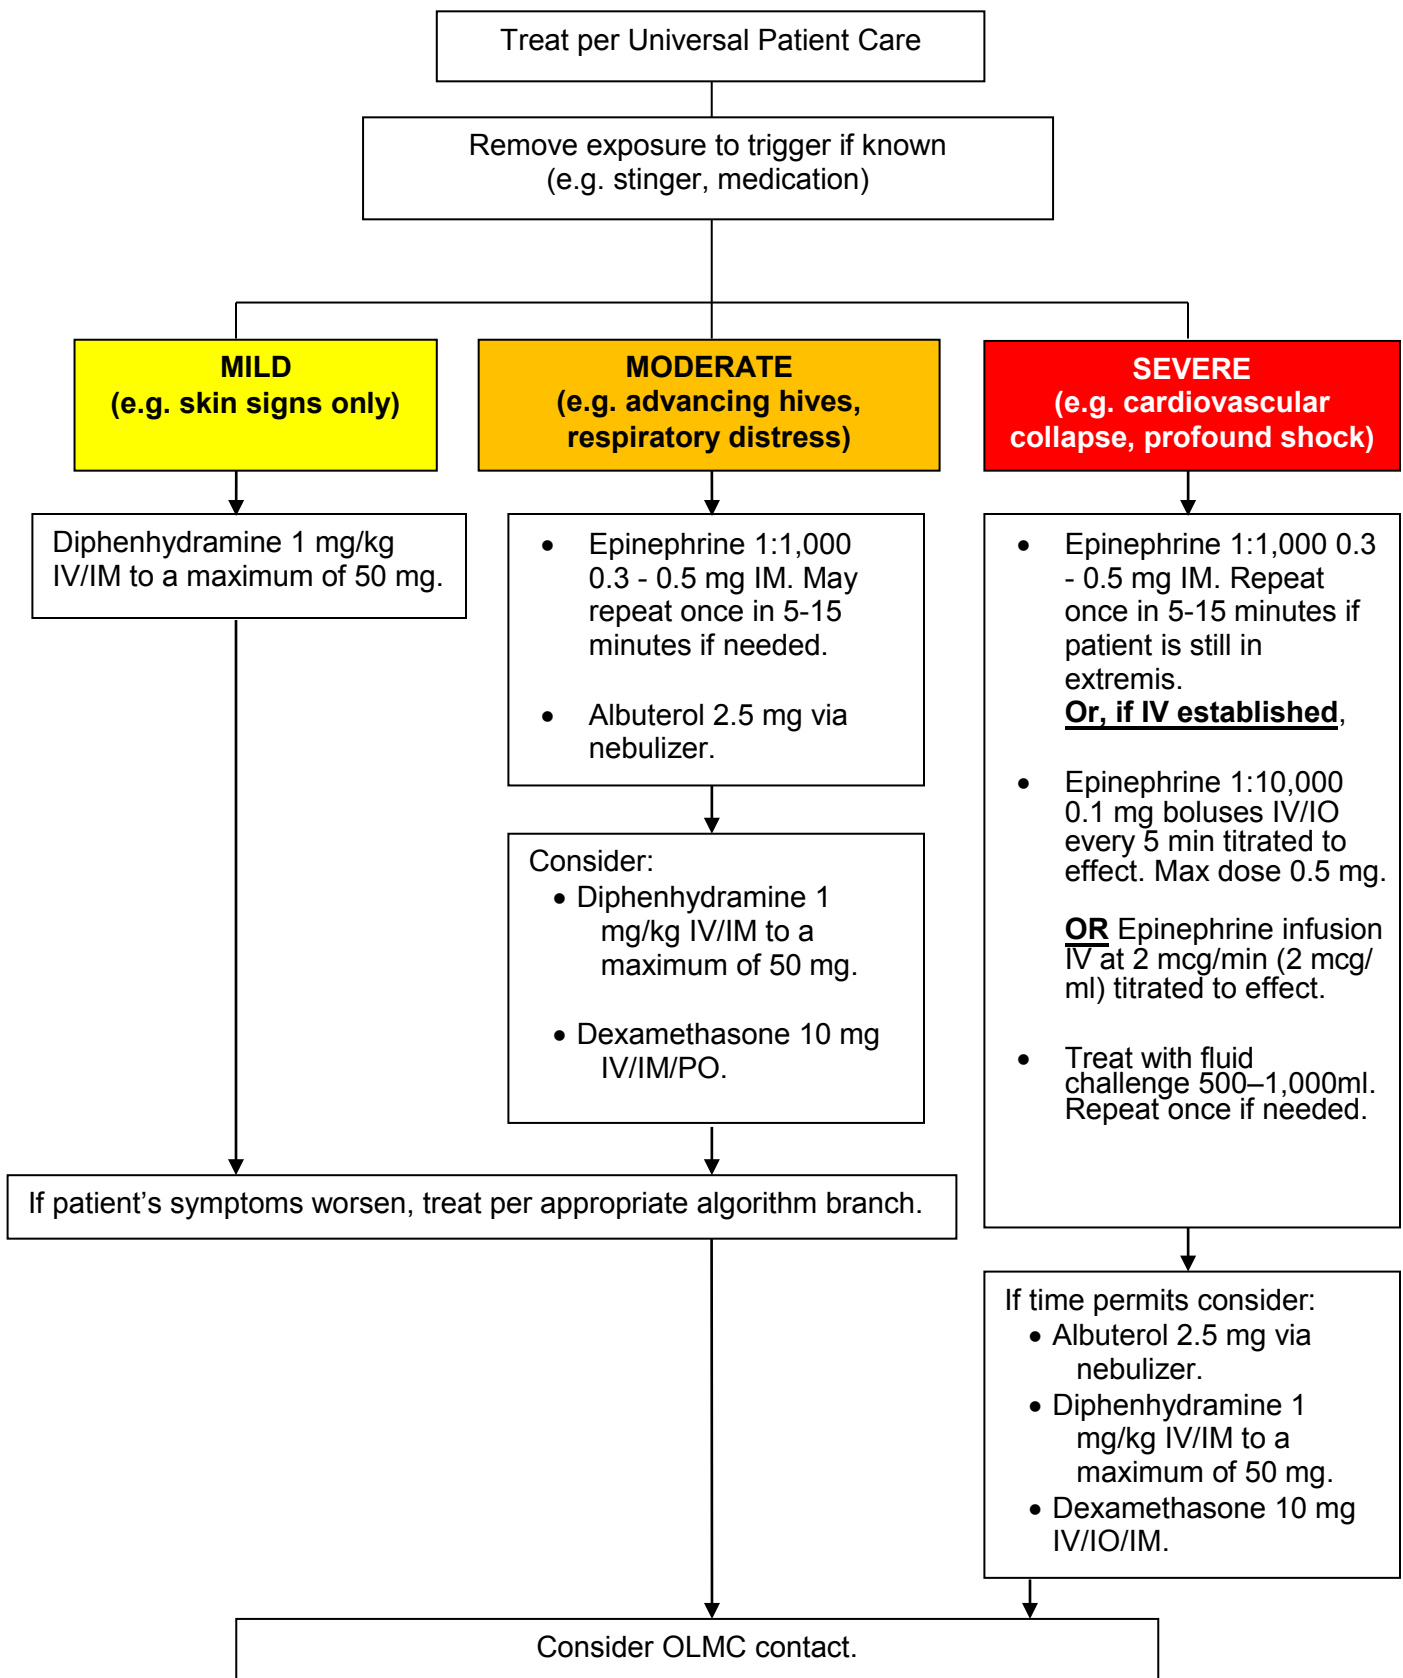 Treat per Universal Patient Care
Remove exposure to trigger if known
(e.g. stinger, medication)
MILD
(e.g. skin signs only)
MODERATE
(e.g. advancing hives,
respiratory distress)
SEVERE
(e.g. cardiovascular
collapse, profound shock)
Diphenhydramine 1 mg/kg
IV/IM to a maximum of 50 mg.
• Epinephrine 1:1,000
0.3 - 0.5 mg IM. May
repeat once in 5-15
minutes if needed.
• Albuterol 2.5 mg via
nebulizer.
Consider:
• Diphenhydramine 1
mg/kg IV/IM to a
maximum of 50 mg.
• Dexamethasone 10 mg
IV/IM/PO.
• Epinephrine 1:1,000 0.3
- 0.5 mg IM. Repeat
once in 5-15 minutes if
patient is still in
extremis.
Or, if IV established,
• Epinephrine 1:10,000
0.1 mg boluses IV/IO
every 5 min titrated to
effect. Max dose 0.5 mg.
OR Epinephrine infusion
IV at 2 mcg/min (2 mcg/
ml) titrated to effect.
• Treat with fluid
challenge 500–1,000ml.
Repeat once if needed.
If patient’s symptoms worsen, treat per appropriate algorithm branch.
If time permits consider:
• Albuterol 2.5 mg via
nebulizer.
• Diphenhydramine 1
mg/kg IV/IM to a
maximum of 50 mg.
• Dexamethasone 10 mg
IV/IO/IM.
Consider OLMC contact.